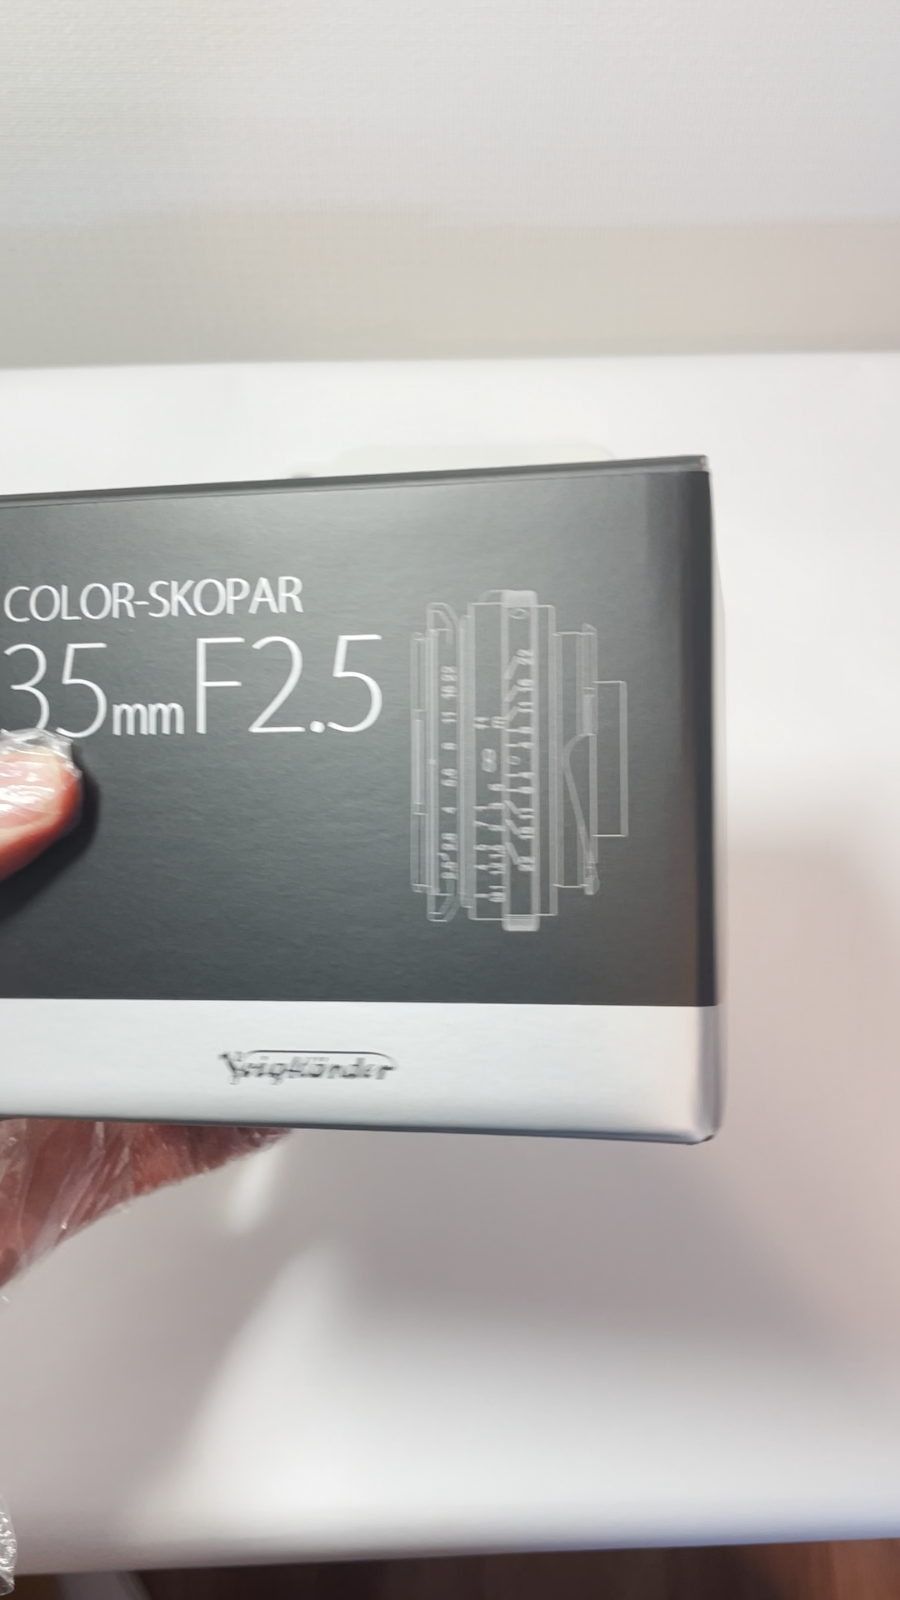 COLOR-SKOPAR
35mm F2.5
Voigtländer